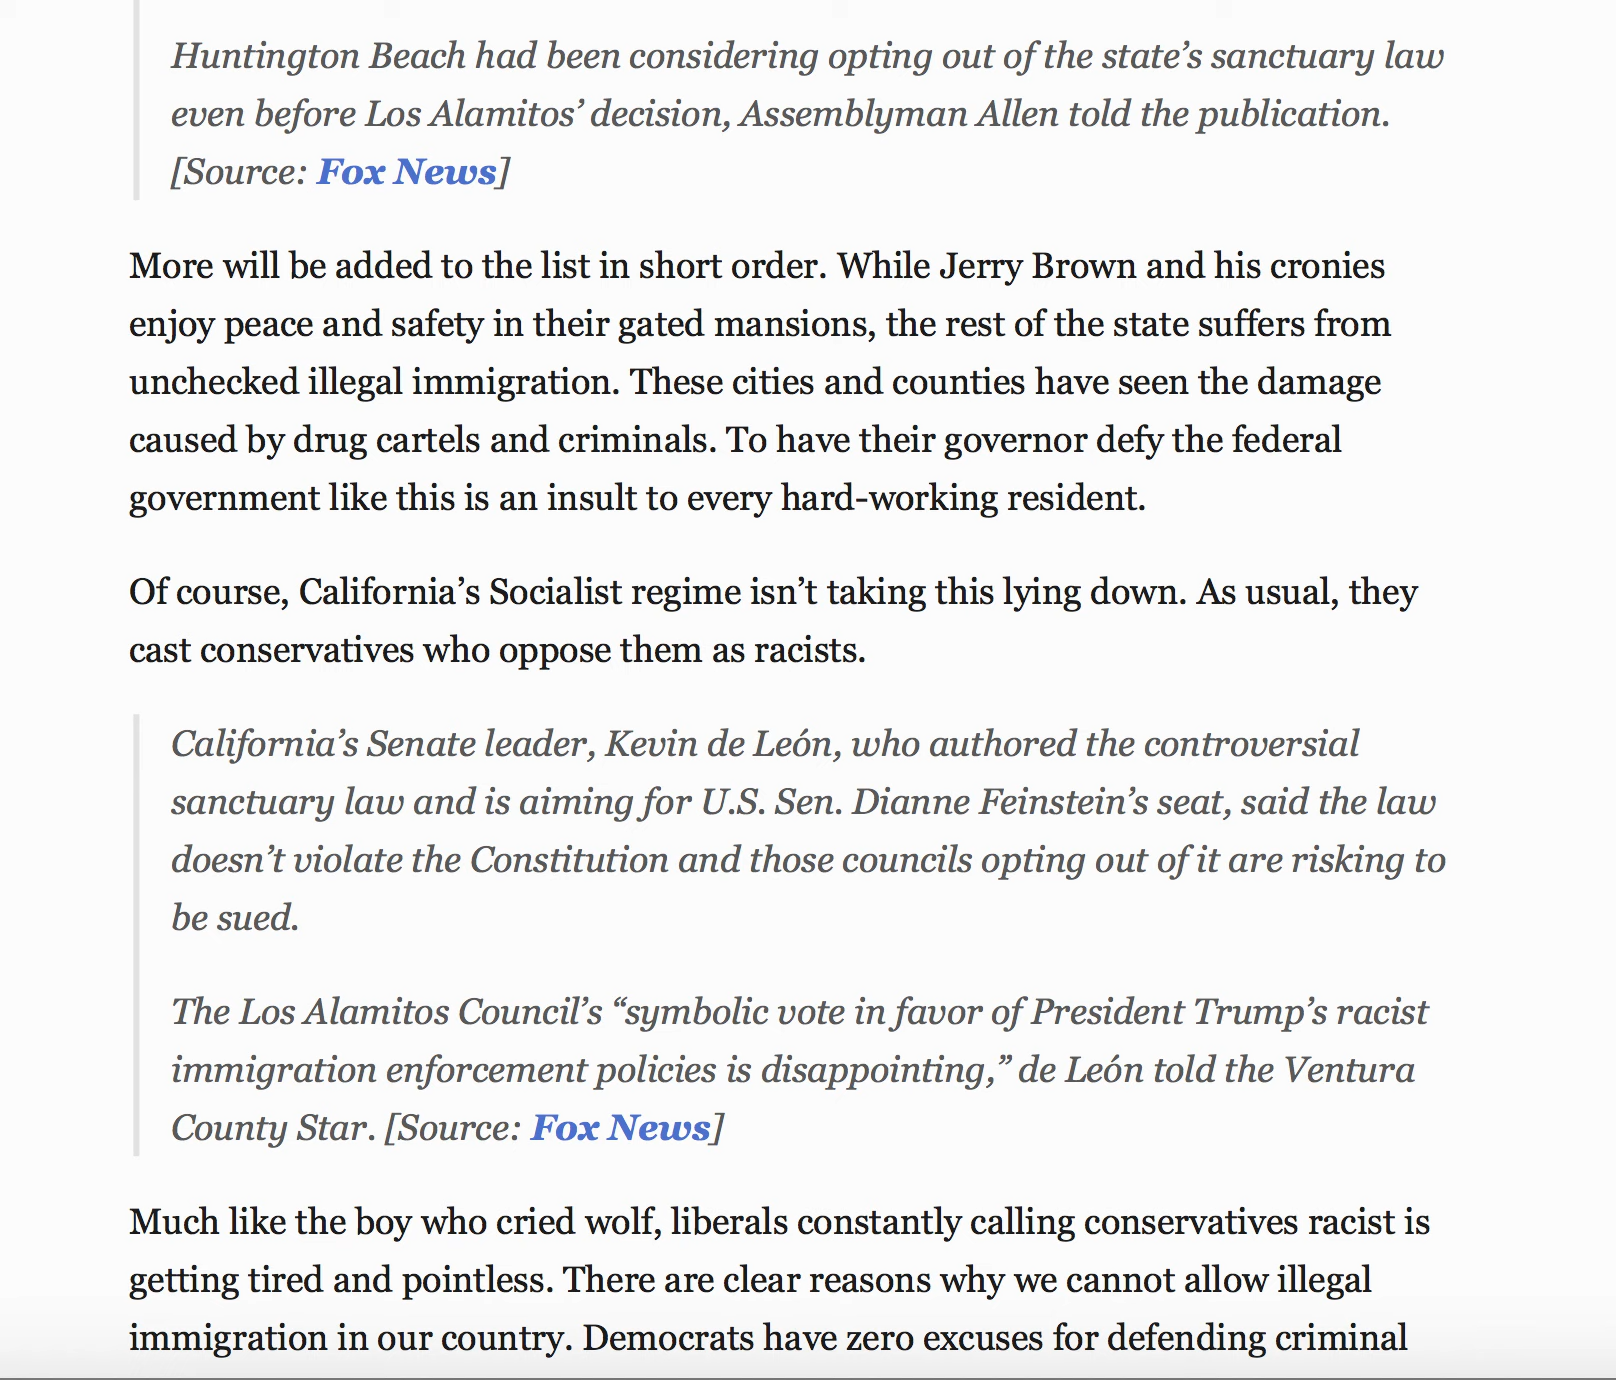 Huntington Beach had been considering opting out of the state’s sanctuary law
even before Los Alamitos’ decision, Assemblyman Allen told the publication.
[Source: Fox News]
More will be added to the list in short order. While Jerry Brown and his cronies
enjoy peace and safety in their gated mansions, the rest of the state suffers from
unchecked illegal immigration. These cities and counties have seen the damage
caused by drug cartels and criminals. To have their governor defy the federal
government like this is an insult to every hard-working resident.
Of course, California’s Socialist regime isn’t taking this lying down. As usual, they
cast conservatives who oppose them as racists.
California’s Senate leader, Kevin de León, who authored the controversial
sanctuary law and is aiming for U.S. Sen. Dianne Feinstein’s seat, said the law
doesn’t violate the Constitution and those councils opting out of it are risking to
be sued.
The Los Alamitos Council’s “symbolic vote in favor of President Trump’s racist
immigration enforcement policies is disappointing,” de León told the Ventura
County Star. [Source: Fox News]
Much like the boy who cried wolf, liberals constantly calling conservatives racist is
getting tired and pointless. There are clear reasons why we cannot allow illegal
immigration in our country. Democrats have zero excuses for defending criminal